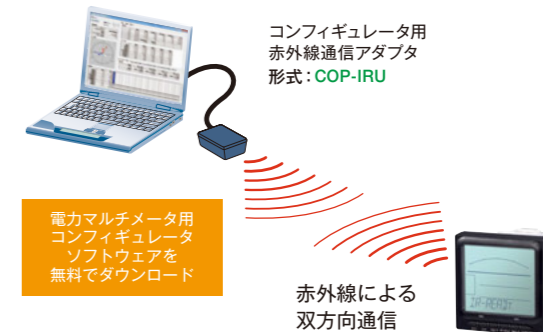 コンフィギュレータ用
赤外線通信アダプタ
形式：COP-IRU
電力マルチメータ用
コンフィギュレータ
ソフトウェアを
無料でダウンロード
赤外線による
双方向通信
IR-READY